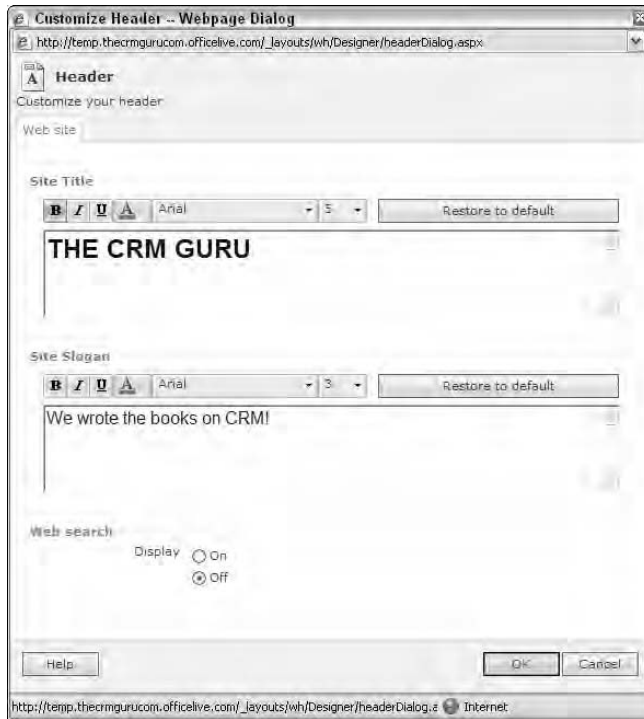 Customize Header -- Webpage Dialog
http://temp.thecrmgurucom.officelive.com/_layouts/wh/Designer/headerDialog.aspx
Header
Customize your header
Web site
Site Title
B I U A Arial 5 Restore to default
THE CRM GURU
Site Slogan
B I U A Arial 3 Restore to default
We wrote the books on CRM!
Web search
Display On
Off
Help OK Cancel
http://temp.thecrmgurucom.officelive.com/_layouts/wh/Designer/headerDialog.a Internet